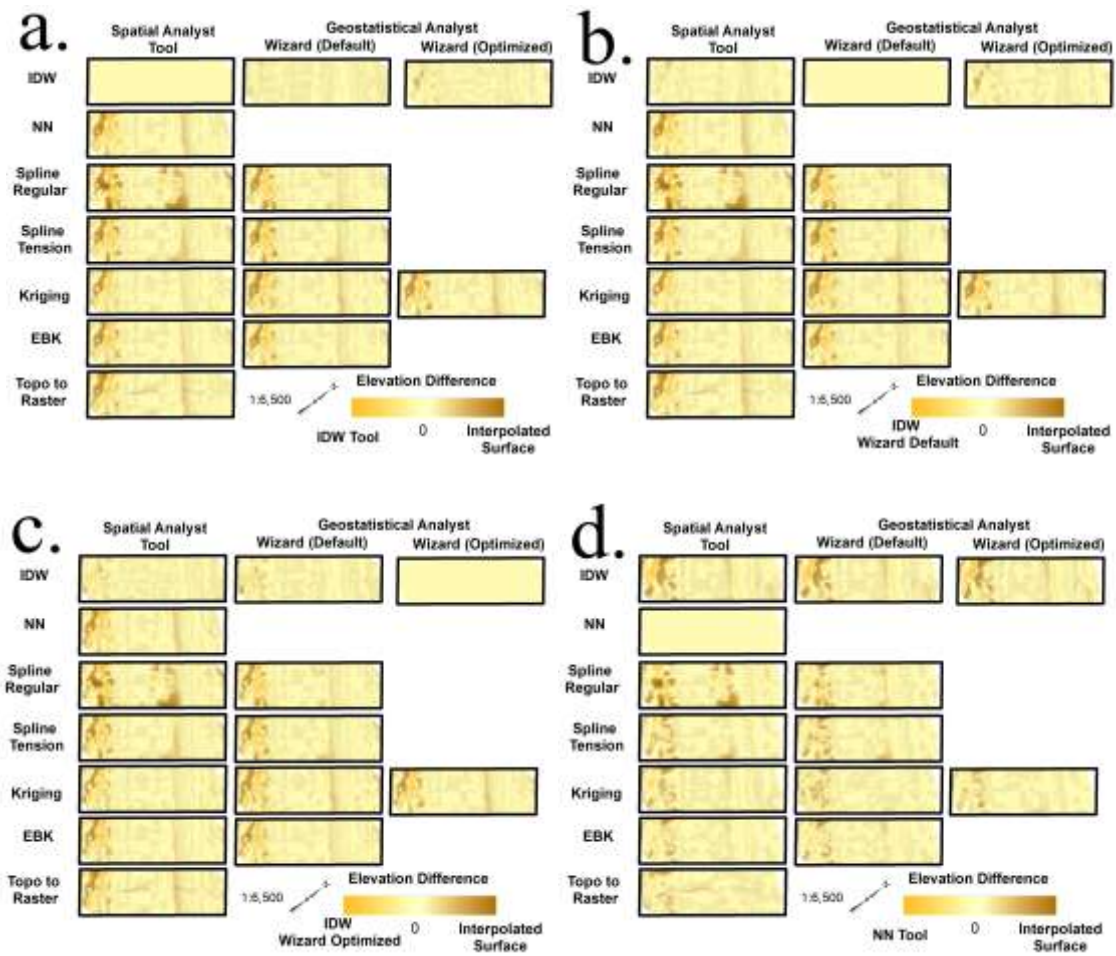 a.
Spatial Analyst
Tool
Geostatistical Analyst
Wizard (Default)
Wizard (Optimized)
IDW
NN
Spline
Regular
Spline
Tension
Kriging
EBK
Topo to
Raster
1:6,500
Elevation Difference
IDW Tool
0
Interpolated
Surface
b.
Spatial Analyst
Tool
Geostatistical Analyst
Wizard (Default)
Wizard (Optimized)
IDW
NN
Spline
Regular
Spline
Tension
Kriging
EBK
Topo to
Raster
1:6,500
Elevation Difference
IDW
Wizard Default
0
Interpolated
Surface
c.
Spatial Analyst
Tool
Geostatistical Analyst
Wizard (Default)
Wizard (Optimized)
IDW
NN
Spline
Regular
Spline
Tension
Kriging
EBK
Topo to
Raster
1:6,500
Elevation Difference
IDW
Wizard Optimized
0
Interpolated
Surface
d.
Spatial Analyst
Tool
Geostatistical Analyst
Wizard (Default)
Wizard (Optimized)
IDW
NN
Spline
Regular
Spline
Tension
Kriging
EBK
Topo to
Raster
1:6,500
Elevation Difference
NN Tool
0
Interpolated
Surface